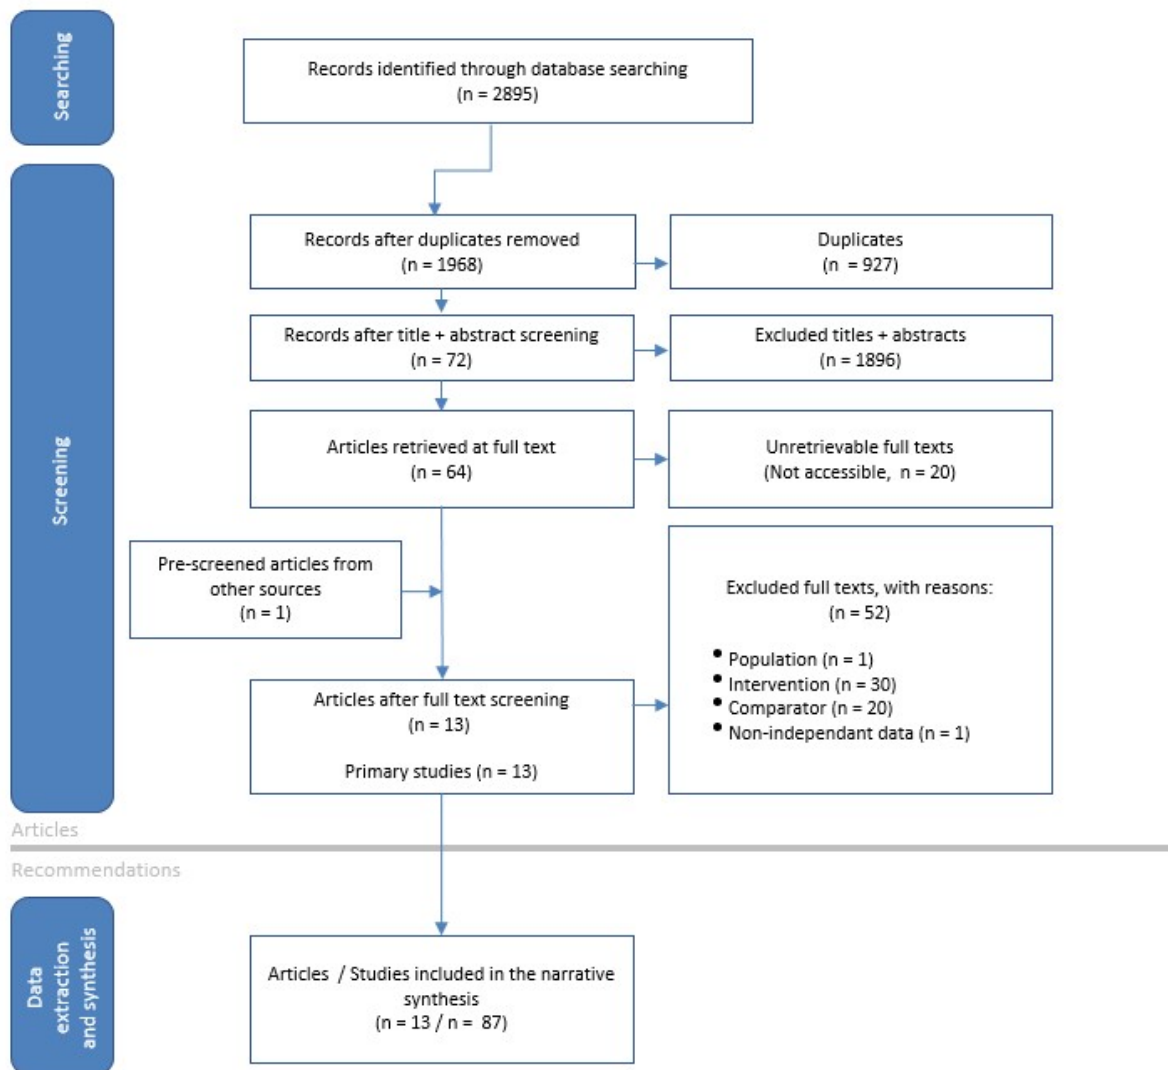 Searching
Records identified through database searching
(n = 2895)
Screening
Records after duplicates removed
(n = 1968)
Duplicates
(n = 927)
Records after title + abstract screening
(n = 72)
Excluded titles + abstracts
(n = 1896)
Articles retrieved at full text
(n = 64)
Unretrievable full texts
(Not accessible, n = 20)
Pre-screened articles from
other sources
(n = 1)
Excluded full texts, with reasons:
(n = 52)
• Population (n = 1)
• Intervention (n = 30)
• Comparator (n = 20)
• Non-independant data (n = 1)
Articles after full text screening
(n = 13)
Primary studies (n = 13)
Articles
Recommendations
Data
extraction
and synthesis
Articles / Studies included in the narrative
synthesis
(n = 13 / n = 87)